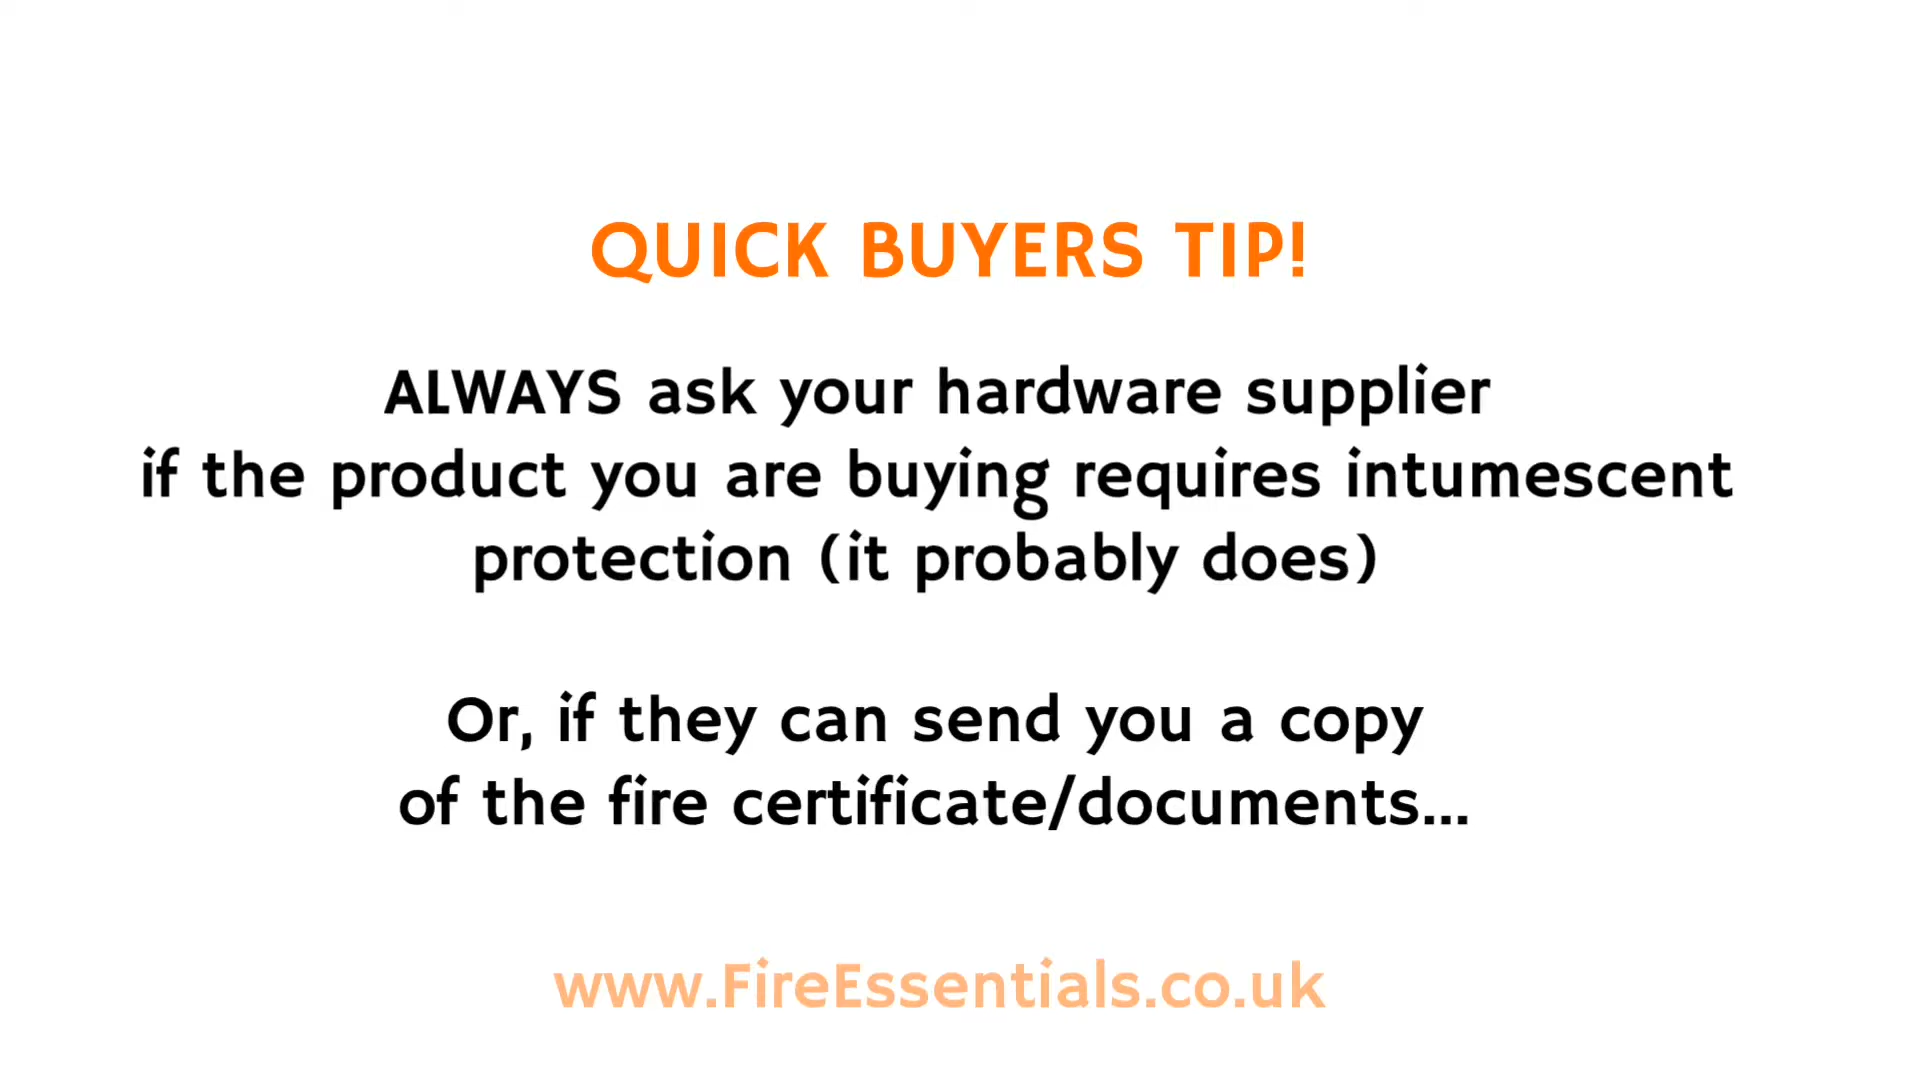 QUICK BUYERS TIP!
ALWAYS ask your hardware supplier
if the product you are buying requires intumescent
protection (it probably does)
Or, if they can send you a copy
of the fire certificate/documents...
www.FireEssentials.co.uk